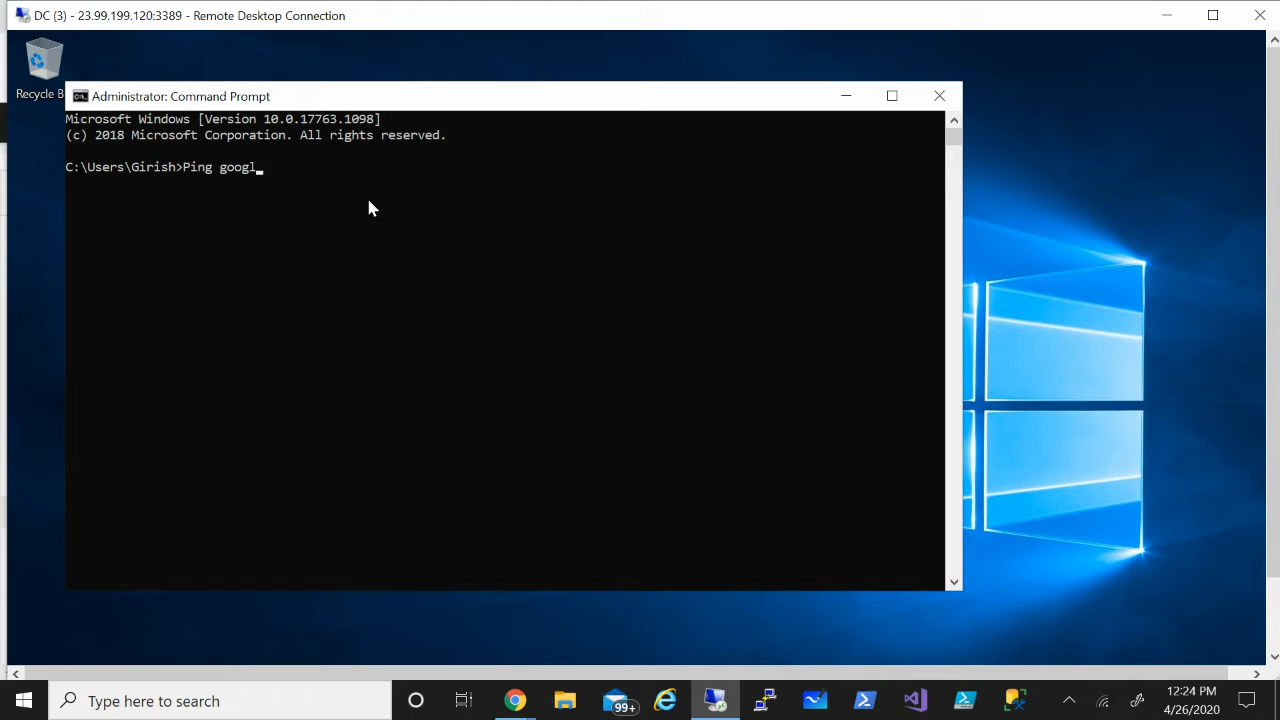 DC (3) - 23.99.199.120:3389 - Remote Desktop Connection
Recycle B
Administrator: Command Prompt
Microsoft Windows [Version 10.0.17763.1098]
(c) 2018 Microsoft Corporation. All rights reserved.
C:\Users\Girish>Ping googl
Type here to search
99+
12:24 PM
4/26/2020